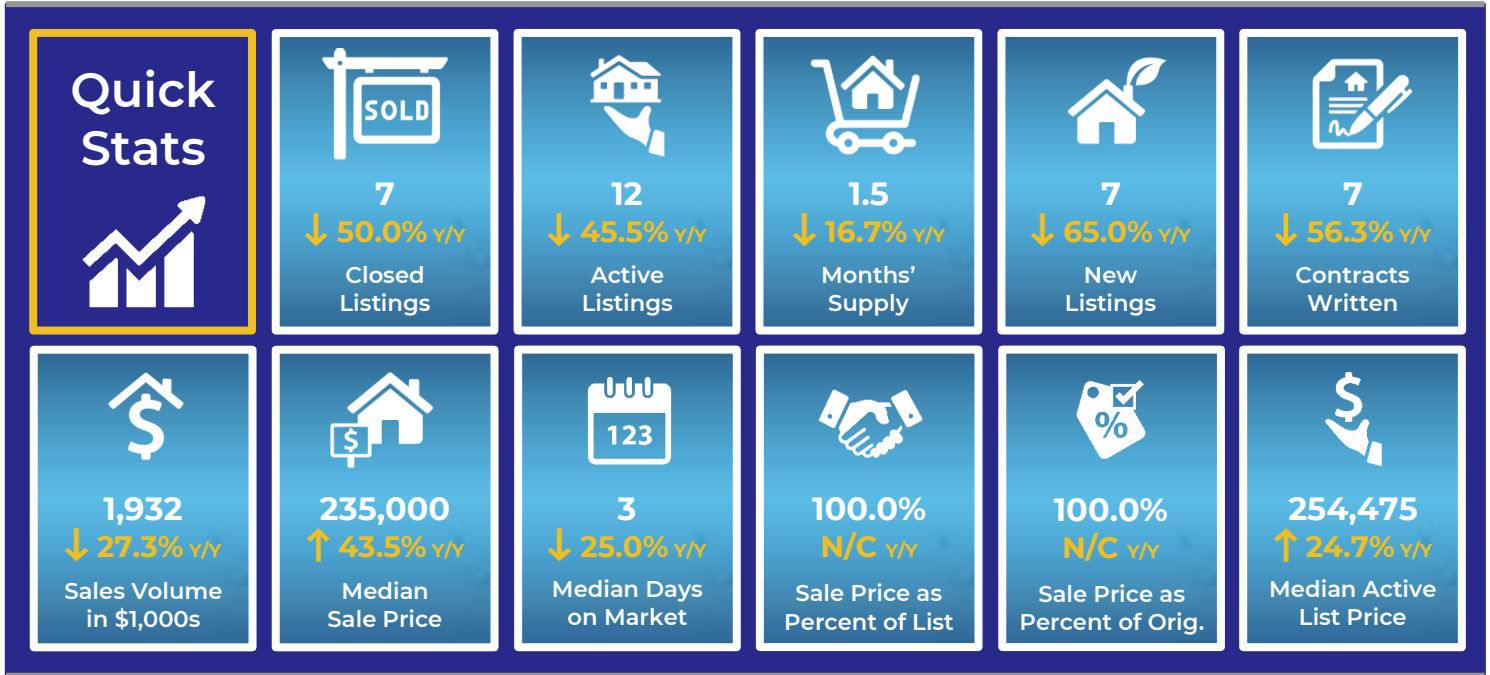 Quick
Stats
SOLD
7
↓ 50.0% Y/Y
Closed
Listings
12
↓ 45.5% Y/Y
Active
Listings
1.5
↓ 16.7% Y/Y
Months’
Supply
7
↓ 65.0% Y/Y
New
Listings
7
↓ 56.3% Y/Y
Contracts
Written
$
1,932
↓ 27.3% Y/Y
Sales Volume
in $1,000s
$
235,000
↑ 43.5% Y/Y
Median
Sale Price
123
3
↓ 25.0% Y/Y
Median Days
on Market
100.0%
N/C Y/Y
Sale Price as
Percent of List
%
100.0%
N/C Y/Y
Sale Price as
Percent of Orig.
$
254,475
↑ 24.7% Y/Y
Median Active
List Price